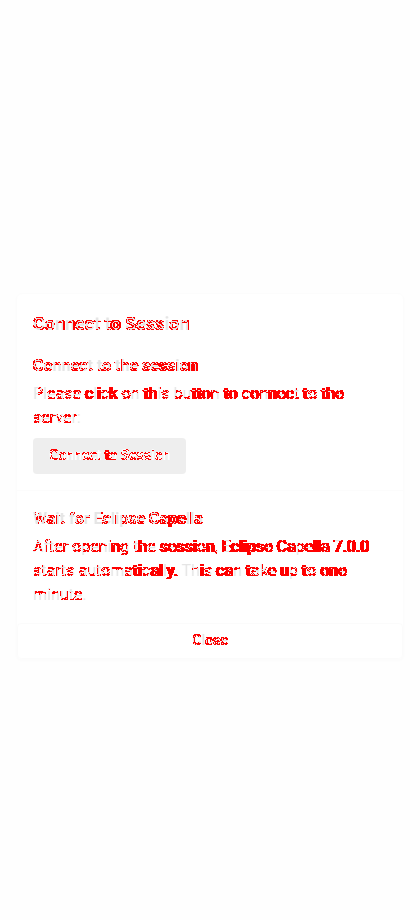 Connect to Session
Connect to the session
Please click on this button to connect to the
server
Connect to Session
Wait for Eclipse Capella
After opening the session, Eclipse Capella 7.0.0
starts automatically. This can take up to one
minute
Close